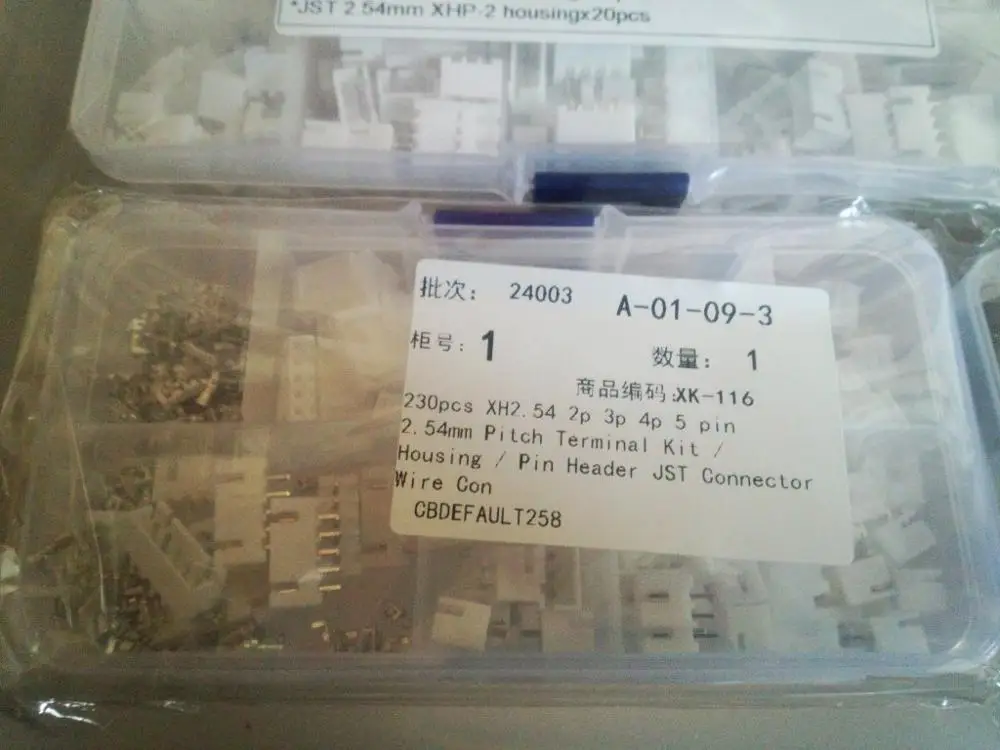 *JST 2 54mm XHP-2 housingx20pcs
批次： 24003 A-01-09-3
柜号：1 数量： 1
商品编码:XK-116
230pcs XH2.54 2p 3p 4p 5 pin
2.54mm Pitch Terminal Kit /
Housing / Pin Header JST Connector
Wire Con
CBDEFAULT258